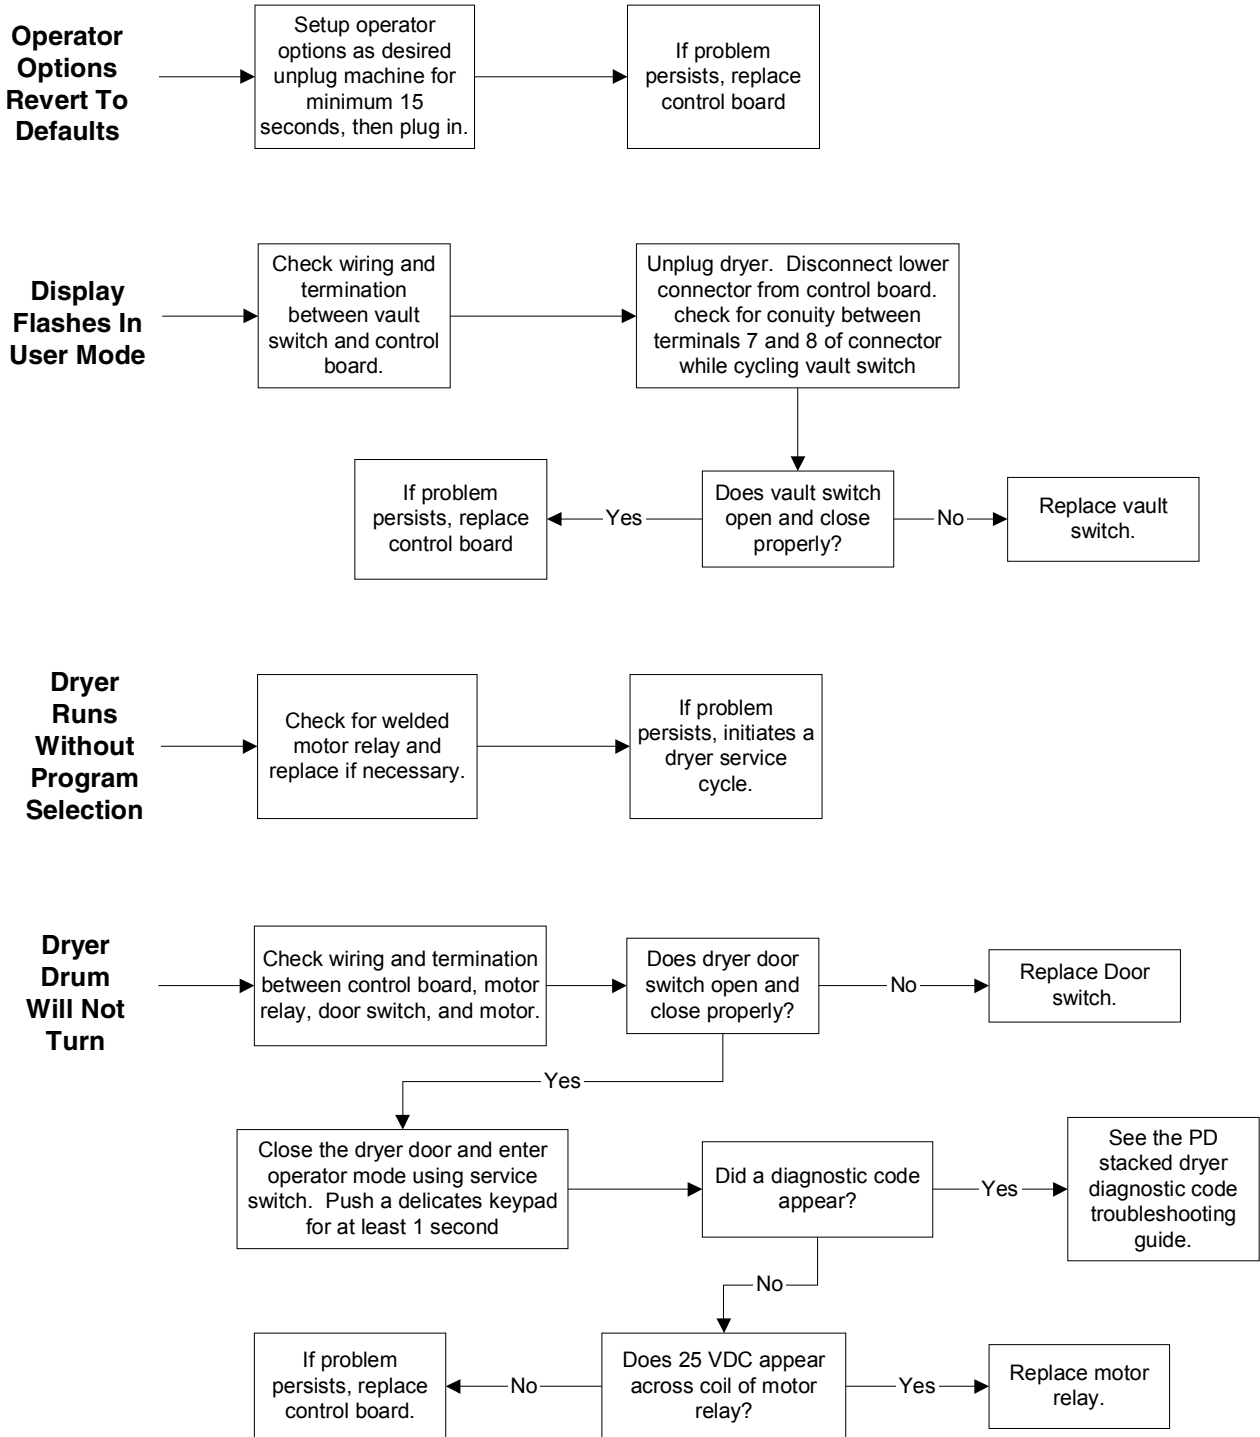 Operator
Options
Revert To
Defaults
Setup operator
options as desired
unplug machine for
minimum 15
seconds, then plug in.
If problem
persists, replace
control board
Display
Flashes In
User Mode
Check wiring and
termination
between vault
switch and control
board.
Unplug dryer. Disconnect lower
connector from control board.
check for conuity between
terminals 7 and 8 of connector
while cycling vault switch
If problem
persists, replace
control board
Yes
Does vault switch
open and close
properly?
No
Replace vault
switch.
Dryer
Runs
Without
Program
Selection
Check for welded
motor relay and
replace if necessary.
If problem
persists, initiates a
dryer service
cycle.
Dryer
Drum
Will Not
Turn
Check wiring and termination
between control board, motor
relay, door switch, and motor.
Does dryer door
switch open and
close properly?
No
Replace Door
switch.
Yes
Close the dryer door and enter
operator mode using service
switch. Push a delicates keypad
for at least 1 second
Did a diagnostic code
appear?
Yes
See the PD
stacked dryer
diagnostic code
troubleshooting
guide.
No
If problem
persists, replace
control board.
No
Does 25 VDC appear
across coil of motor
relay?
Yes
Replace motor
relay.